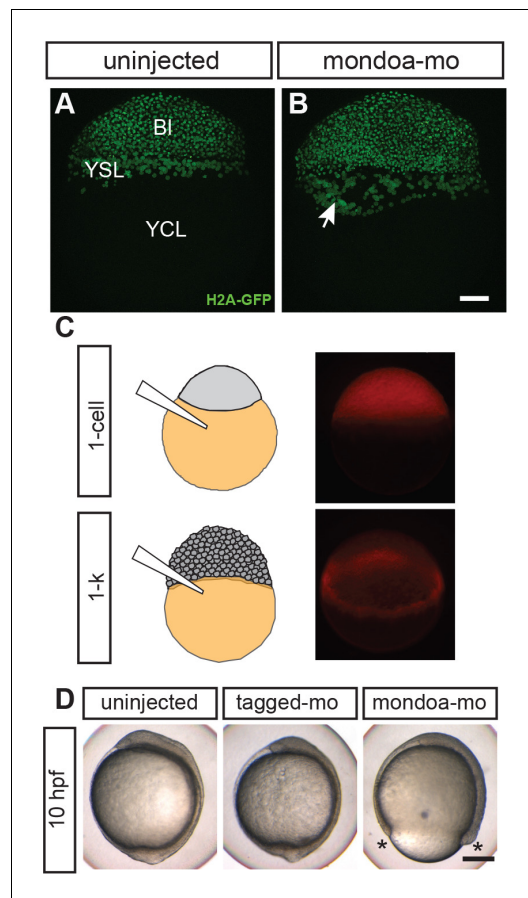 uninjected mondoa-mo
A B
Bl
YSL
YCL
H2A-GFP
C
1-cell
1-k
D uninjected tagged-mo mondoa-mo
10 hpf
* *